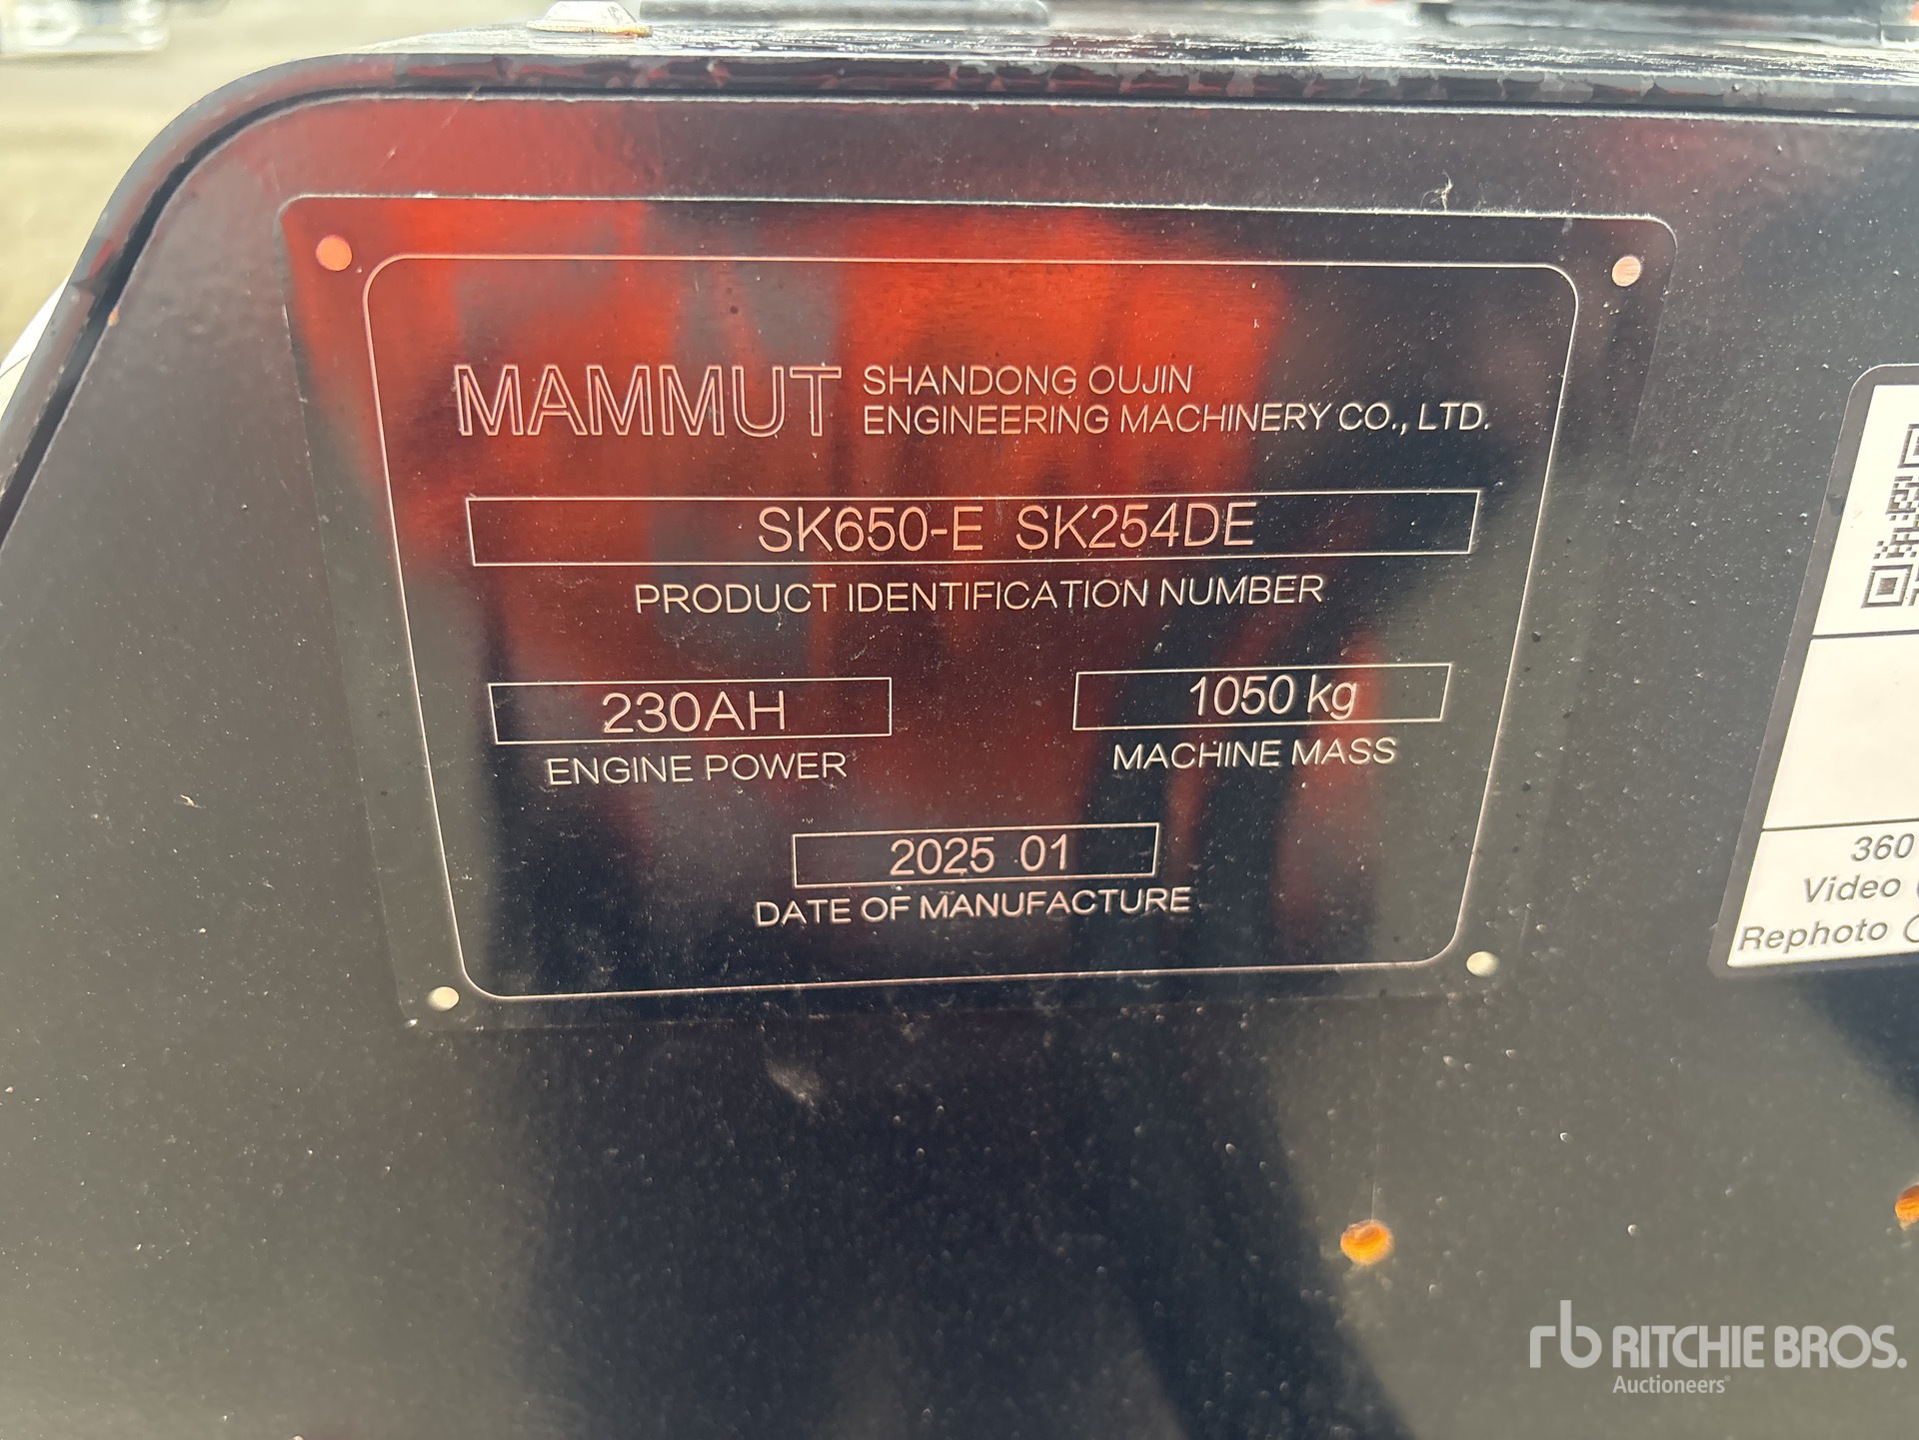 MAMMUT SHANDONG OUJIN
ENGINEERING MACHINERY CO., LTD.
SK650-E SK254DE
PRODUCT IDENTIFICATION NUMBER
230AH
ENGINE POWER
1050 kg
MACHINE MASS
2025 01
DATE OF MANUFACTURE
360
Video
Rephoto
rb RITCHIE BROS.
Auctioneers